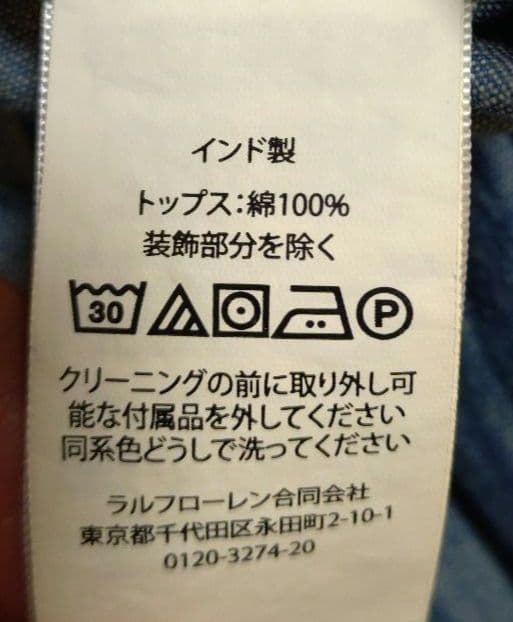 インド製
トップス:綿100%
装飾部分を除く
30 P
クリーニングの前に取り外し可
能な付属品を外してください
同系色どうしで洗ってください
ラルフローレン合同会社
東京都千代田区永田町2-10-1
0120-3274-20